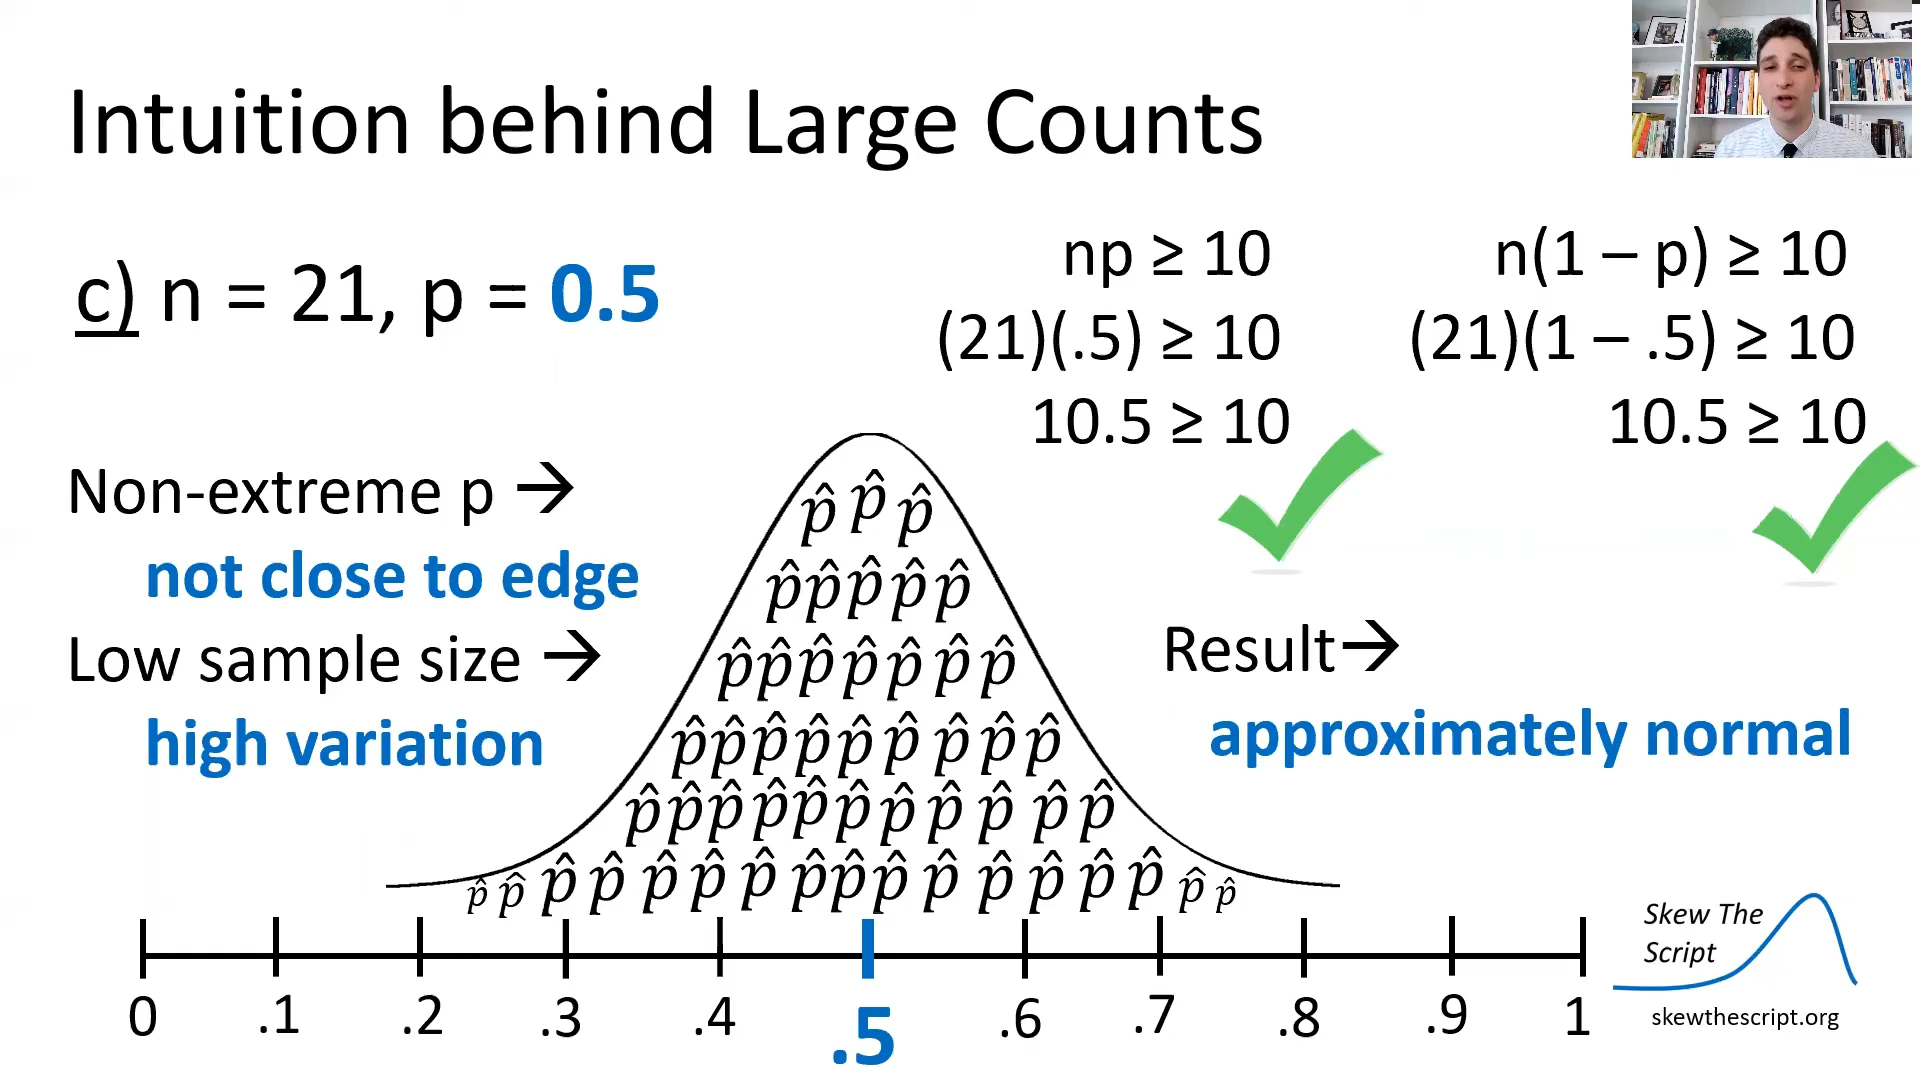 Intuition behind Large Counts
c) n = 21, p = 0.5
np ≥ 10
(21)(.5) ≥ 10
10.5 ≥ 10
n(1 – p) ≥ 10
(21)(1 – .5) ≥ 10
10.5 ≥ 10
Non-extreme p →
not close to edge
Low sample size →
high variation
p̂ p̂ p̂
p̂ p̂ p̂ p̂ p̂
p̂ p̂ p̂ p̂ p̂ p̂ p̂
p̂ p̂ p̂ p̂ p̂ p̂ p̂ p̂ p̂
p̂ p̂ p̂ p̂ p̂ p̂ p̂ p̂ p̂ p̂ p̂
p̂ p̂ p̂ p̂ p̂ p̂ p̂ p̂ p̂ p̂ p̂ p̂ p̂ p̂ p̂ p̂ p̂
Result→
approximately normal
0 .1 .2 .3 .4 .5 .6 .7 .8 .9 1
Skew The
Script
skewthescript.org